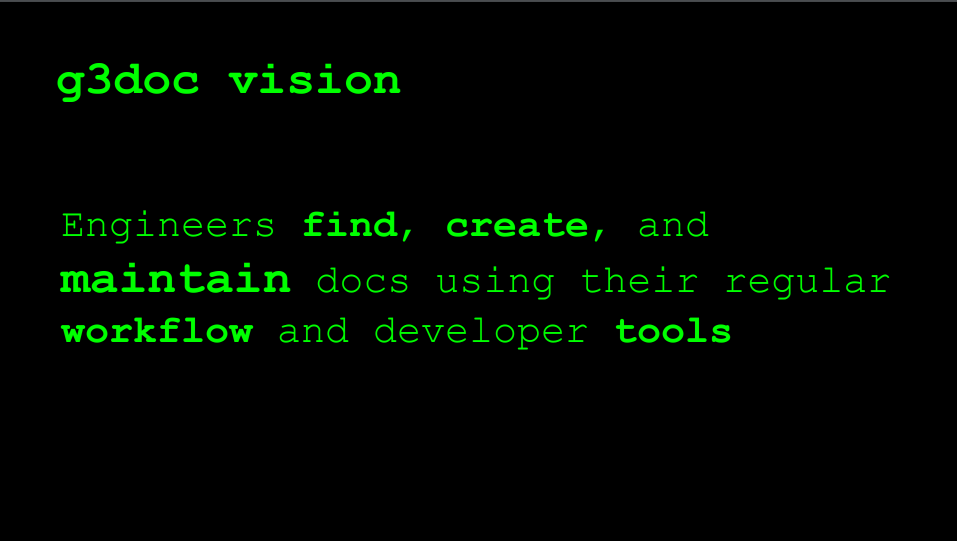 g3doc vision
Engineers find, create, and
maintain docs using their regular
workflow and developer tools